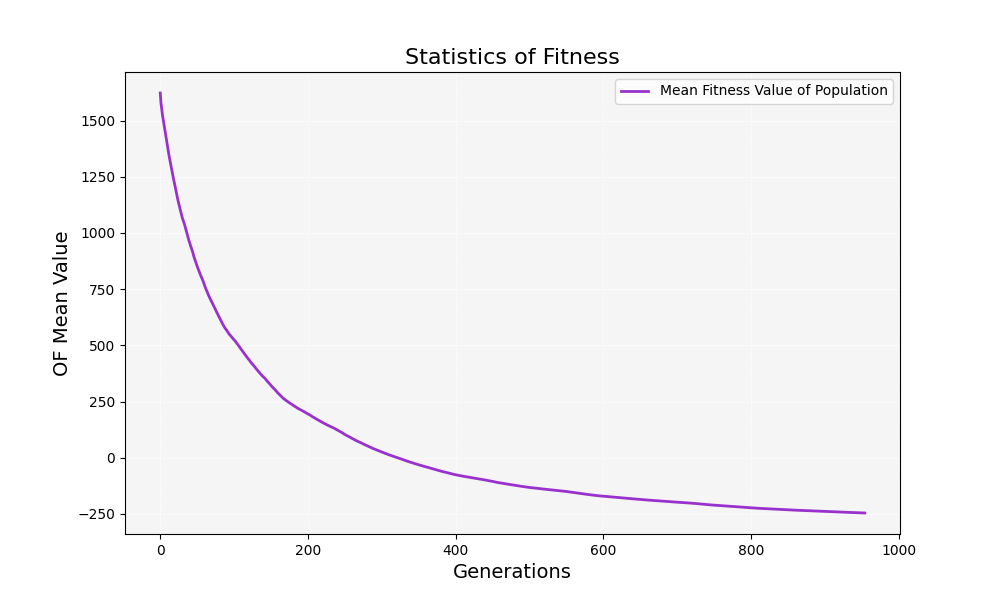 Statistics of Fitness
Mean Fitness Value of Population
OF Mean Value
1500
1250
1000
750
500
250
0
−250
0 200 400 600 800 1000
Generations